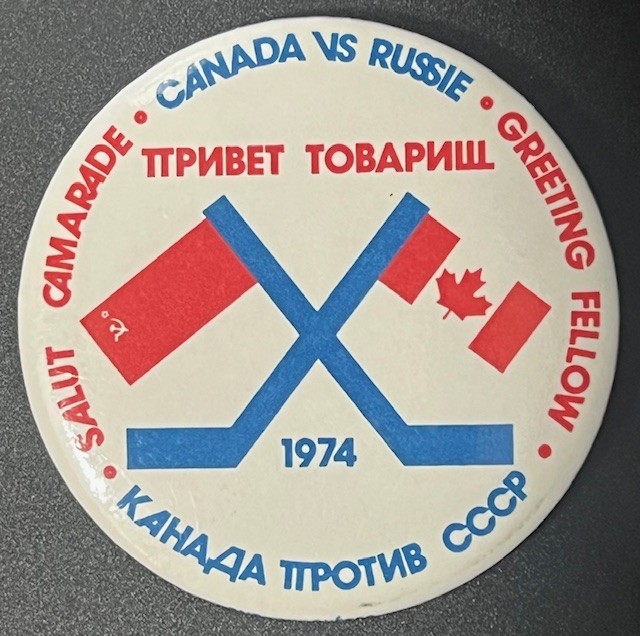 CANADA VS RUSSIE
GREETING FELLOW
SALUT CAMARADE
ПРИВЕТ ТОВАРИЩ
1974
КАНАДА ПРОТИВ СССР